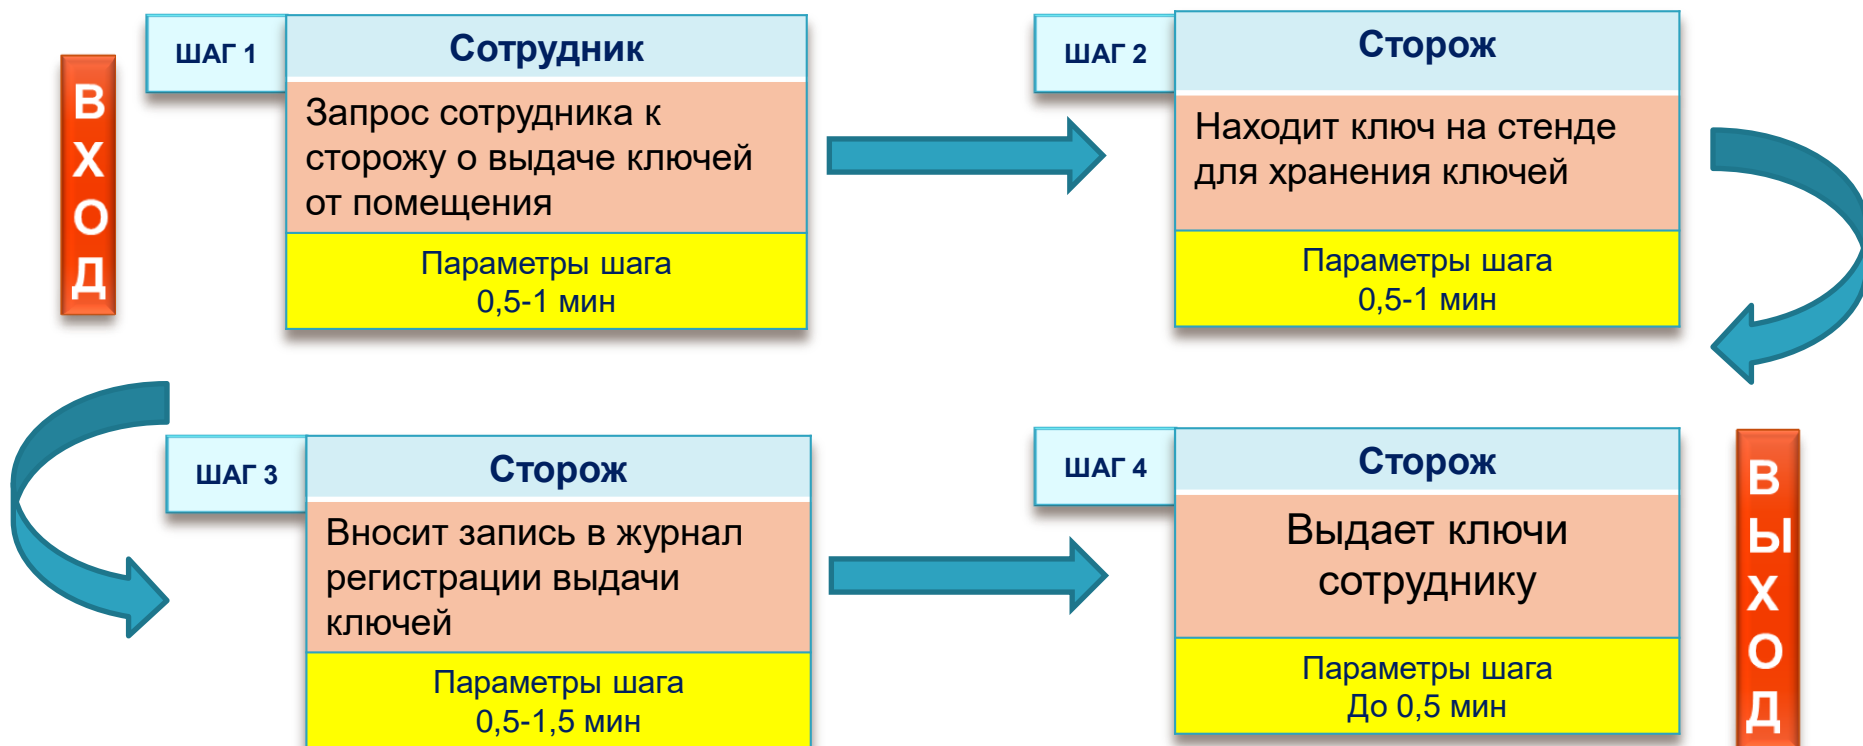 ВХОД
ШАГ 1
Сотрудник
Запрос сотрудника к
сторожу о выдаче ключей
от помещения
Параметры шага
0,5-1 мин
ШАГ 2
Сторож
Находит ключ на стенде
для хранения ключей
Параметры шага
0,5-1 мин
ШАГ 3
Сторож
Вносит запись в журнал
регистрации выдачи
ключей
Параметры шага
0,5-1,5 мин
ШАГ 4
Сторож
Выдает ключи
сотруднику
Параметры шага
До 0,5 мин
ВЫХОД